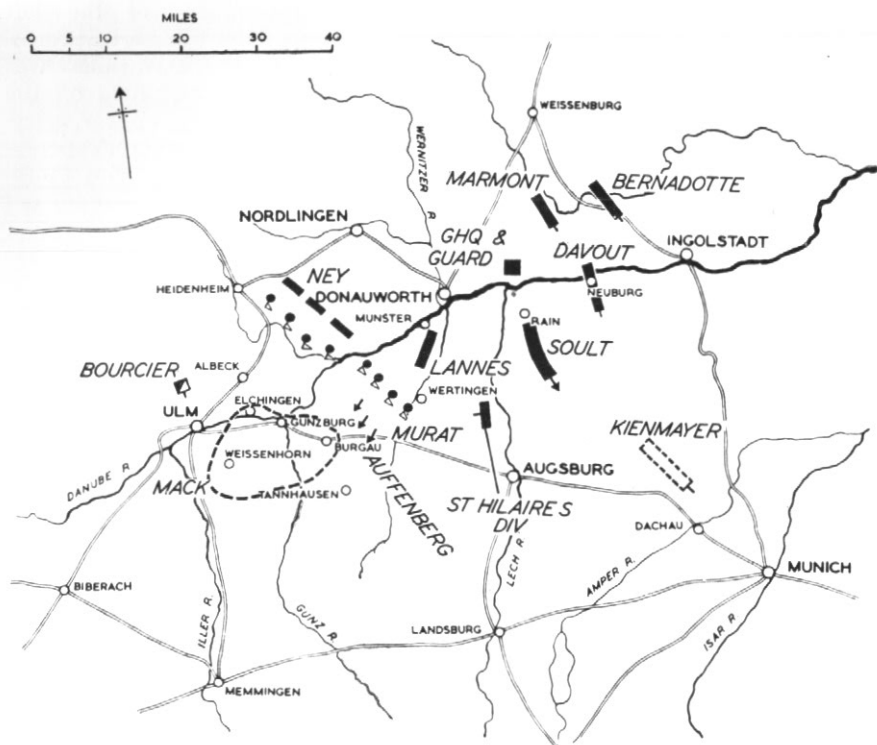 MILES
0 5 10 20 30 40
WEISSENBURG
WERNITZER R.
MARMONT
BERNADOTTE
NORDLINGEN
GHQ &
GUARD
DAVOUT
INGOLSTADT
HEIDENHEIM
NEY
DONAUWORTH
NEUBURG
MUNSTER
RAIN
SOULT
ALBECK
BOURCIER
LANNES
WERTINGEN
ELCHINGEN
ULM
GUNZBURG
MURAT
KIENMAYER
BURGAU
WEISSENHORN
DANUBE R.
MACK
TANNHAUSEN
AUFFENBERG
AUGSBURG
ST HILAIRES
DIV
DACHAU
LECH R
AMPER R.
MUNICH
BIBERACH
ILLER R.
GUNZ R.
LANDSBURG
ISAR R
MEMMINGEN